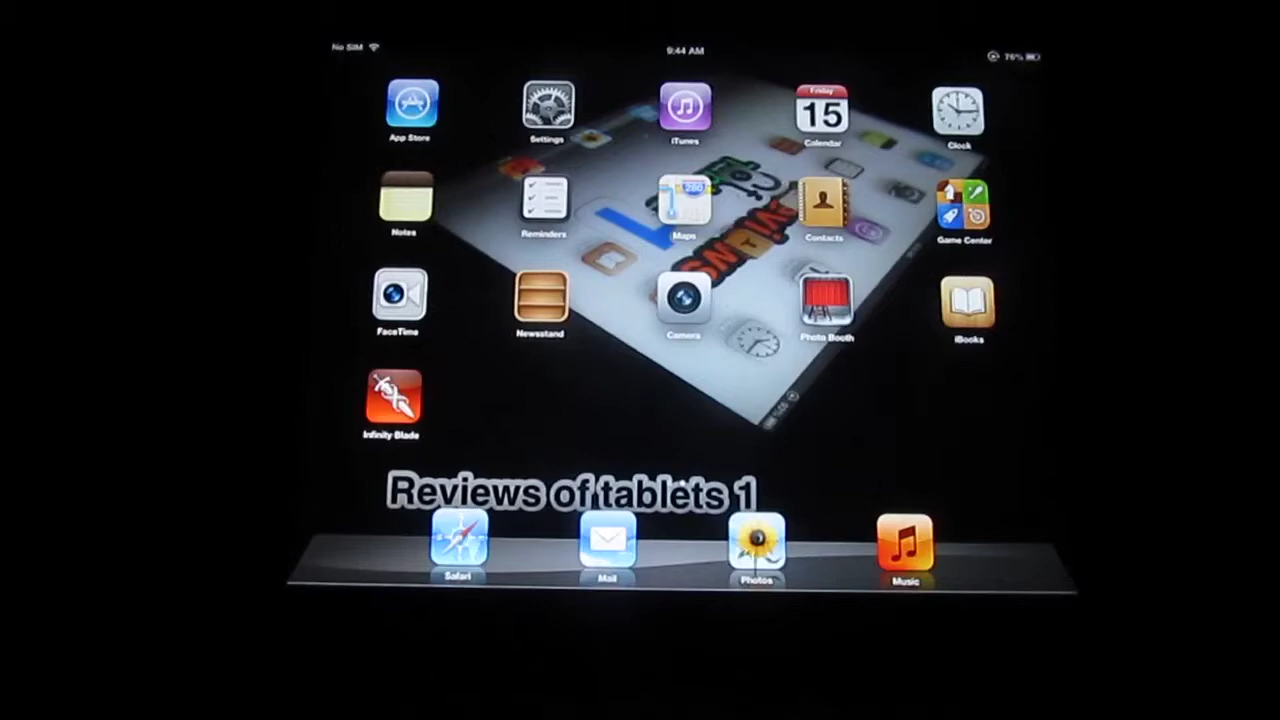 No SIM
9:44 AM
76%
App Store
Settings
iTunes
Friday
15
Calendar
Clock
Notes
Reminders
280
Maps
Contacts
Game Center
FaceTime
Newsstand
Camera
Photo Booth
iBooks
Infinity Blade
Reviews of tablets 1
Safari
Mail
Photos
Music